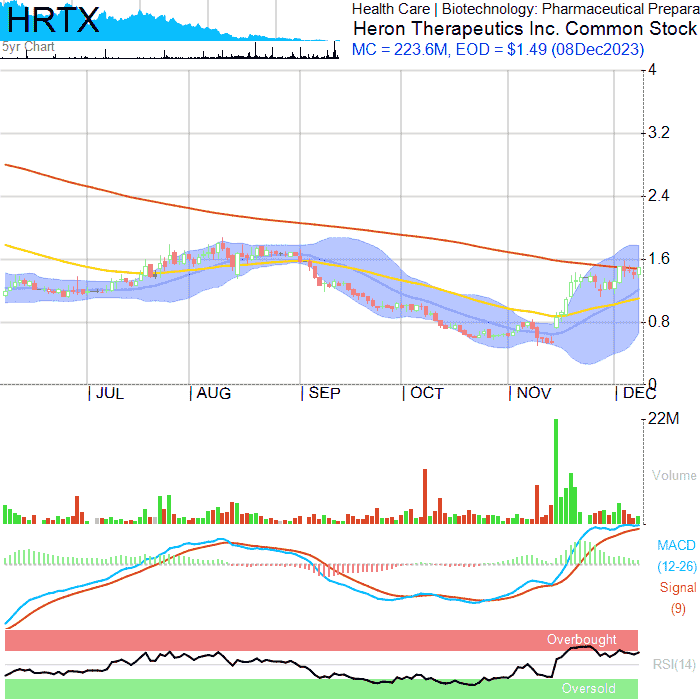 HRTX
5yr Chart
Health Care | Biotechnology: Pharmaceutical Prepara
Heron Therapeutics Inc. Common Stock
MC = 223.6M, EOD = $1.49 (08Dec2023)
4
3.2
2.4
1.6
0.8
0
JUL AUG SEP OCT NOV DEC
22M
Volume
MACD
(12-26)
Signal
(9)
Overbought
RSI(14)
Oversold